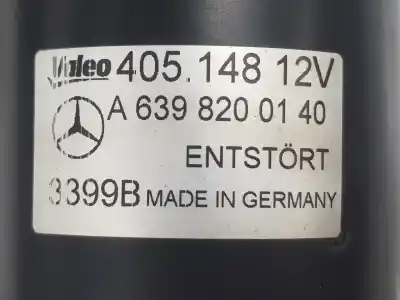 Valeo 405.148 12V
A 639 820 01 40
ENTSTÖRT
3399B MADE IN GERMANY